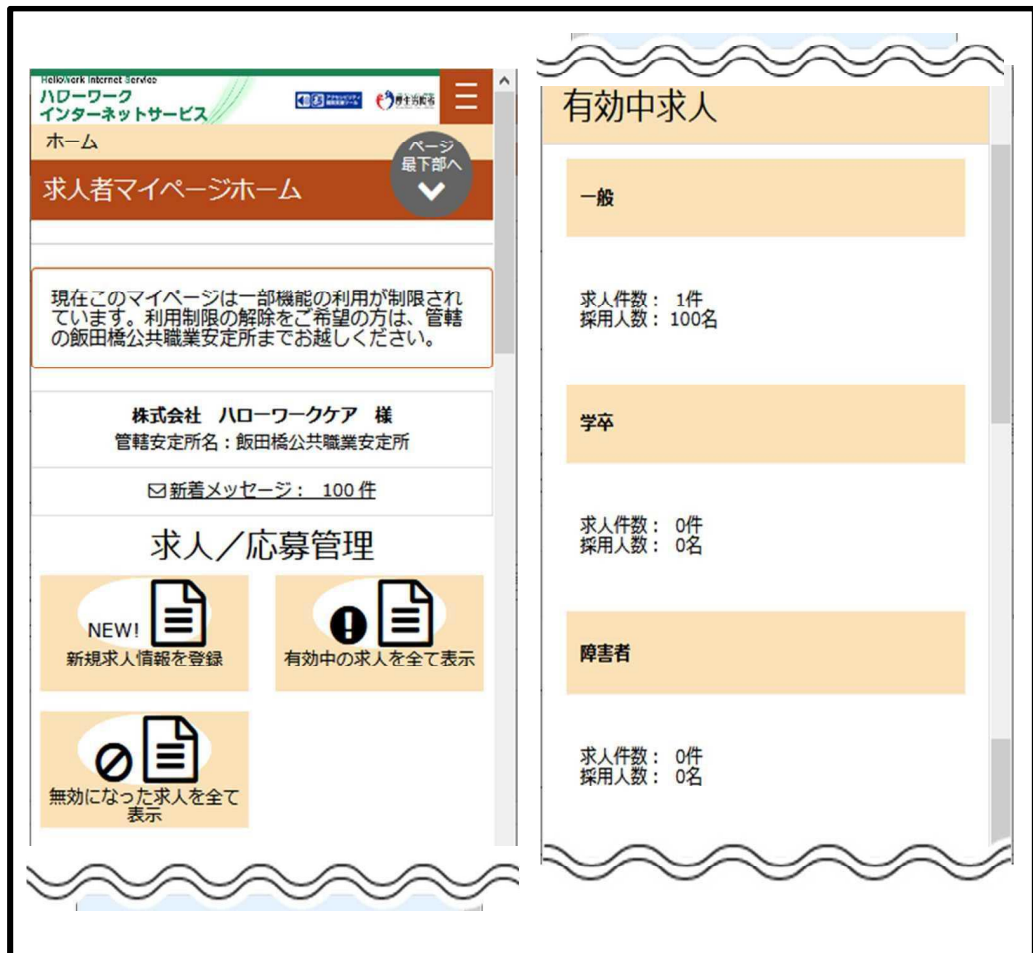 HelloWork Internet Service
ハローワーク
インターネットサービス
厚生労働省
ホーム
ページ
最下部へ
求人者マイページホーム
現在このマイページは一部機能の利用が制限され
ています。利用制限の解除をご希望の方は、管轄
の飯田橋公共職業安定所までお越しください。
株式会社　ハローワークケア　様
管轄安定所名：飯田橋公共職業安定所
新着メッセージ：　100 件
求人／応募管理
NEW!
新規求人情報を登録
有効中の求人を全て表示
無効になった求人を全て
表示
有効中求人
一般
求人件数：　1件
採用人数： 100名
学卒
求人件数：　0件
採用人数：　0名
障害者
求人件数：　0件
採用人数：　0名